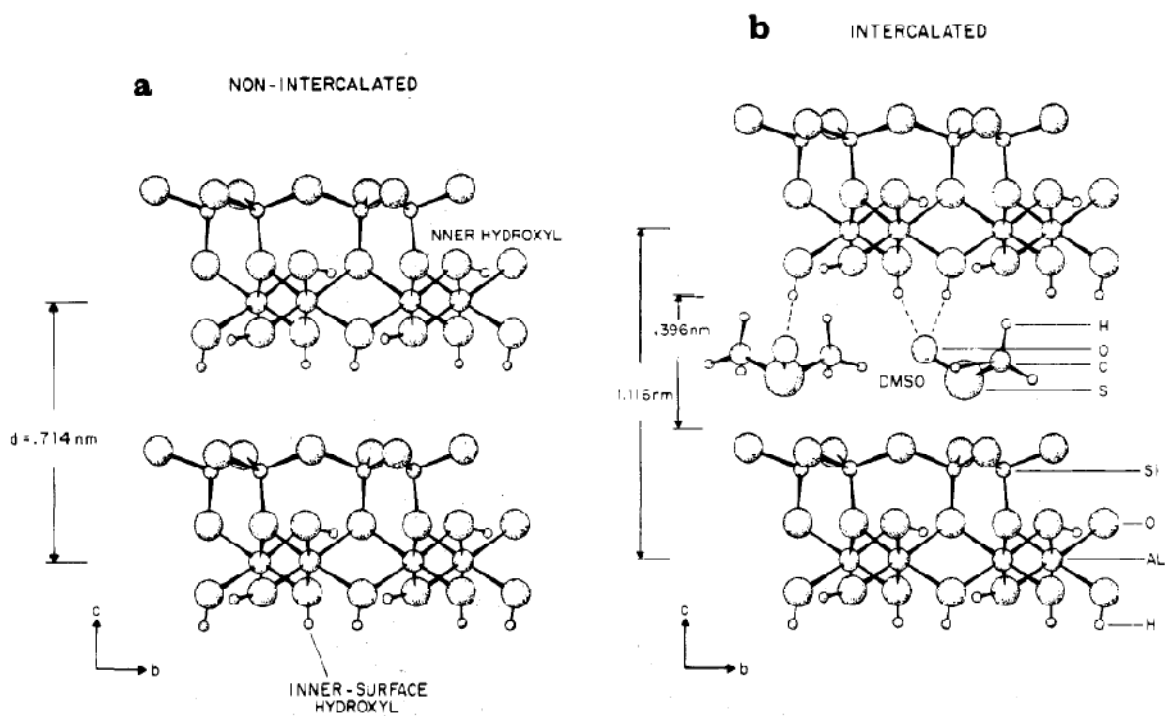 a
NON-INTERCALATED
NNER HYDROXYL
d = .714 nm
c
b
INNER-SURFACE
HYDROXYL
b
INTERCALATED
.396nm
1.116nm
DMSO
H
O
C
S
SI
O
AL
H
c
b